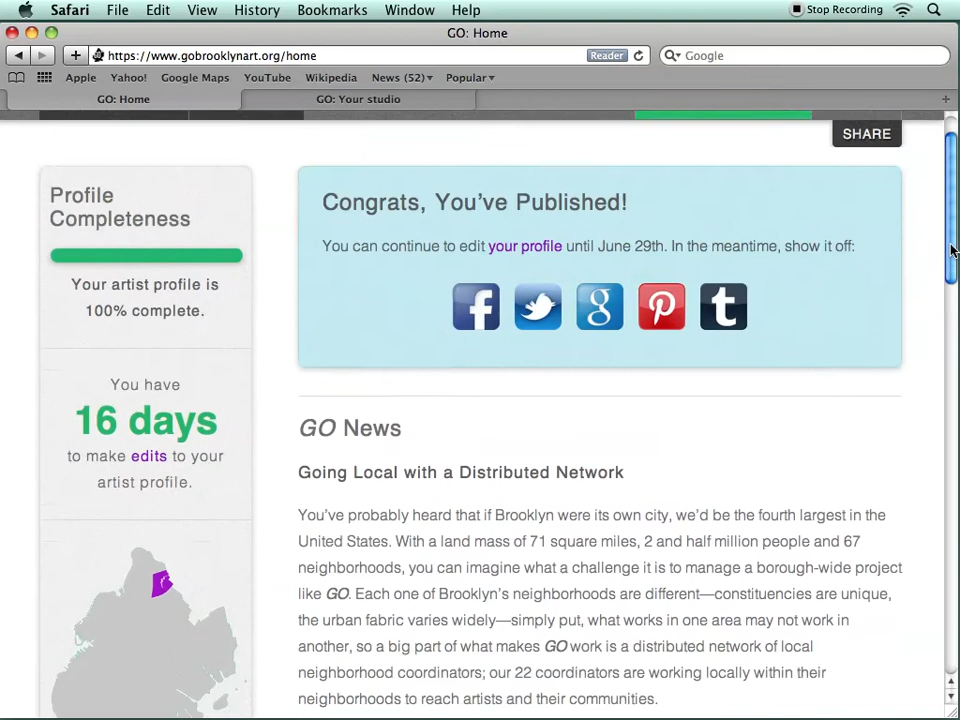 Safari File Edit View History Bookmarks Window Help Stop Recording
GO: Home
https://www.gobrooklynart.org/home Reader Google
Apple Yahoo! Google Maps YouTube Wikipedia News (52) Popular
GO: Home GO: Your studio
SHARE
Profile
Completeness
Your artist profile is
100% complete.
You have
16 days
to make edits to your
artist profile.
Congrats, You’ve Published!
You can continue to edit your profile until June 29th. In the meantime, show it off:
GO News
Going Local with a Distributed Network
You’ve probably heard that if Brooklyn were its own city, we’d be the fourth largest in the
United States. With a land mass of 71 square miles, 2 and half million people and 67
neighborhoods, you can imagine what a challenge it is to manage a borough-wide project
like GO. Each one of Brooklyn’s neighborhoods are different—constituencies are unique,
the urban fabric varies widely—simply put, what works in one area may not work in
another, so a big part of what makes GO work is a distributed network of local
neighborhood coordinators; our 22 coordinators are working locally within their
neighborhoods to reach artists and their communities.